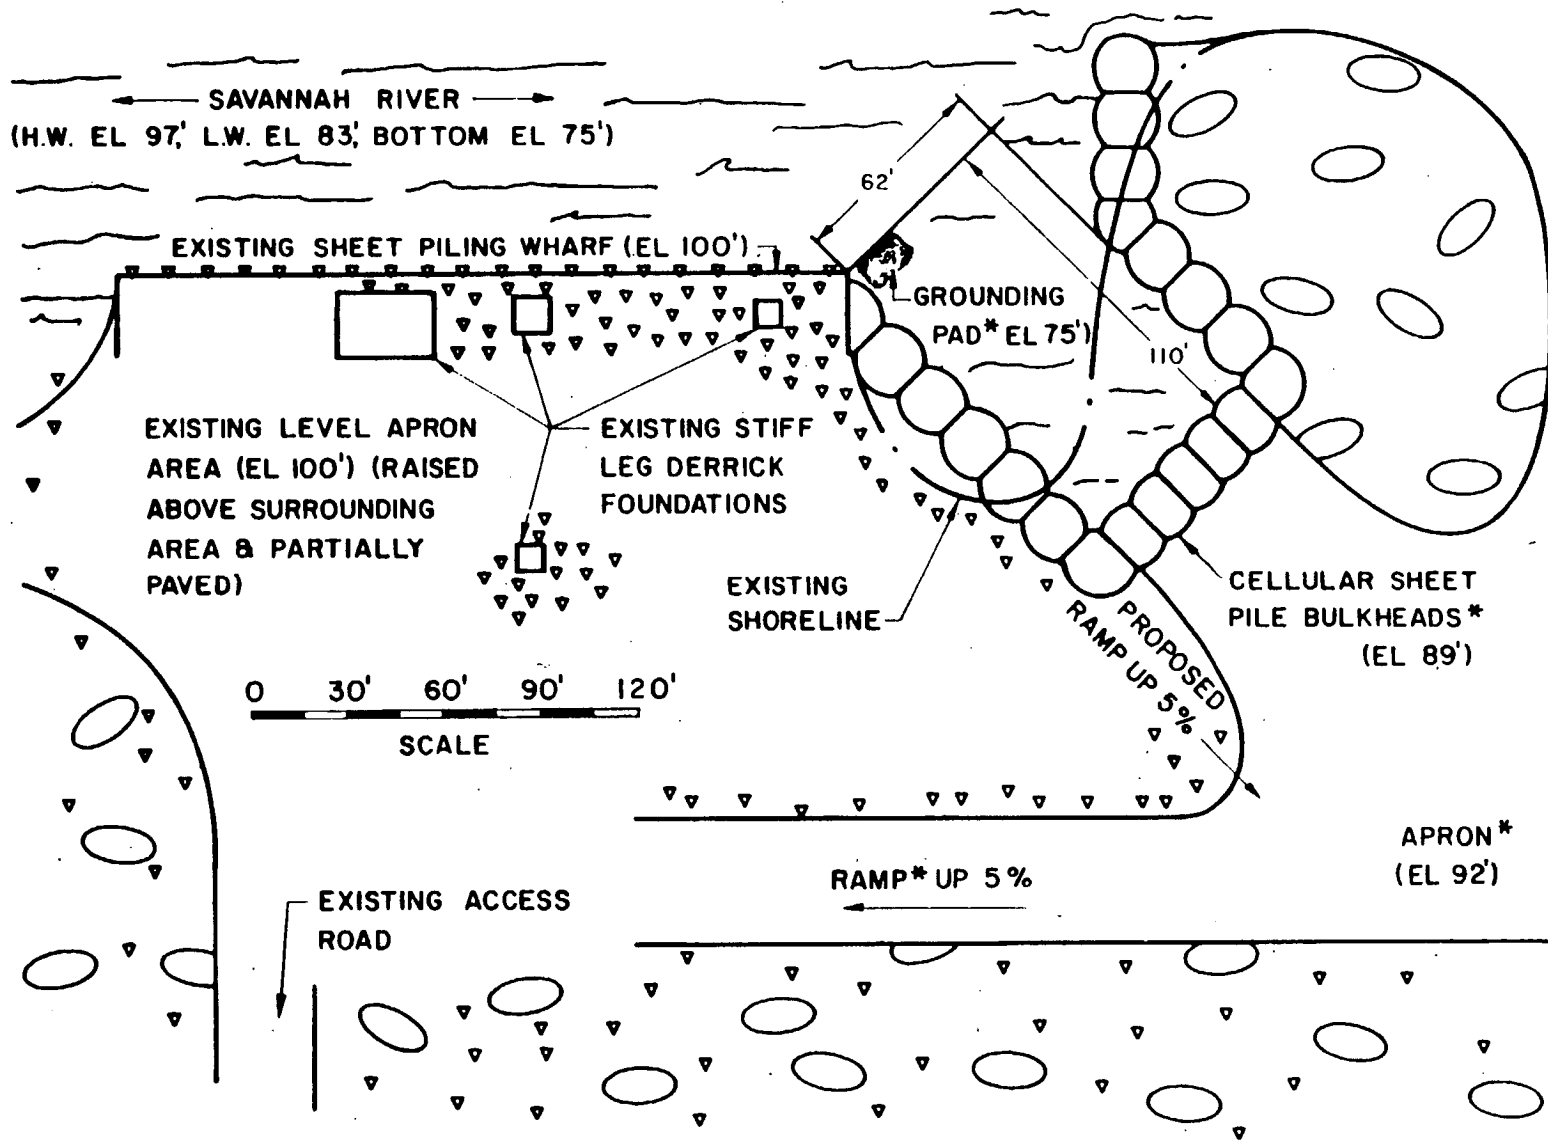 SAVANNAH RIVER
(H.W. EL 97', L.W. EL 83', BOTTOM EL 75')
62'
EXISTING SHEET PILING WHARF (EL 100')
GROUNDING
PAD* EL 75')
110'
EXISTING LEVEL APRON
AREA (EL 100') (RAISED
ABOVE SURROUNDING
AREA & PARTIALLY
PAVED)
EXISTING STIFF
LEG DERRICK
FOUNDATIONS
EXISTING
SHORELINE
CELLULAR SHEET
PILE BULKHEADS*
(EL 89')
PROPOSED
RAMP UP 5%
0 30' 60' 90' 120'
SCALE
APRON*
(EL 92')
RAMP* UP 5%
EXISTING ACCESS
ROAD